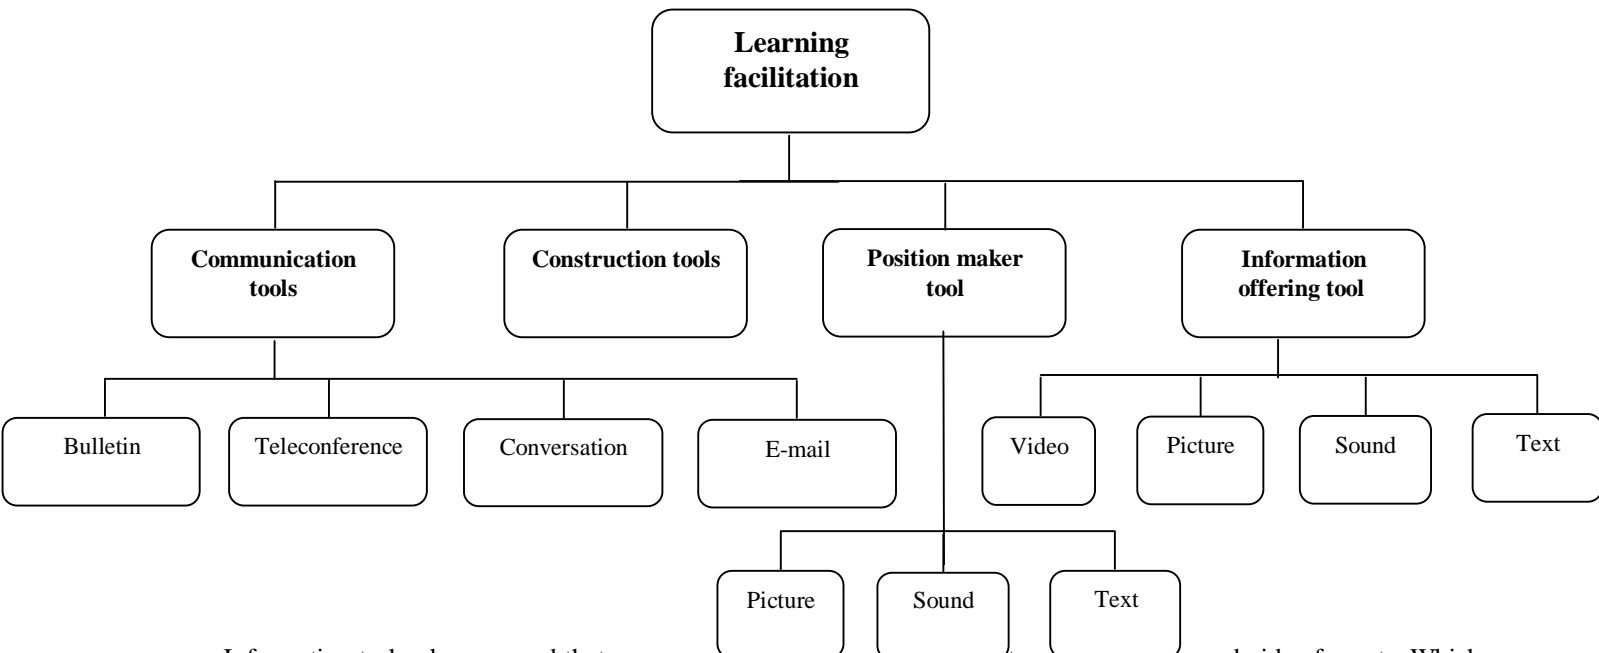 Learning
facilitation
Communication
tools
Construction tools
Position maker
tool
Information
offering tool
Bulletin
Teleconference
Conversation
E-mail
Video
Picture
Sound
Text
Picture
Sound
Text